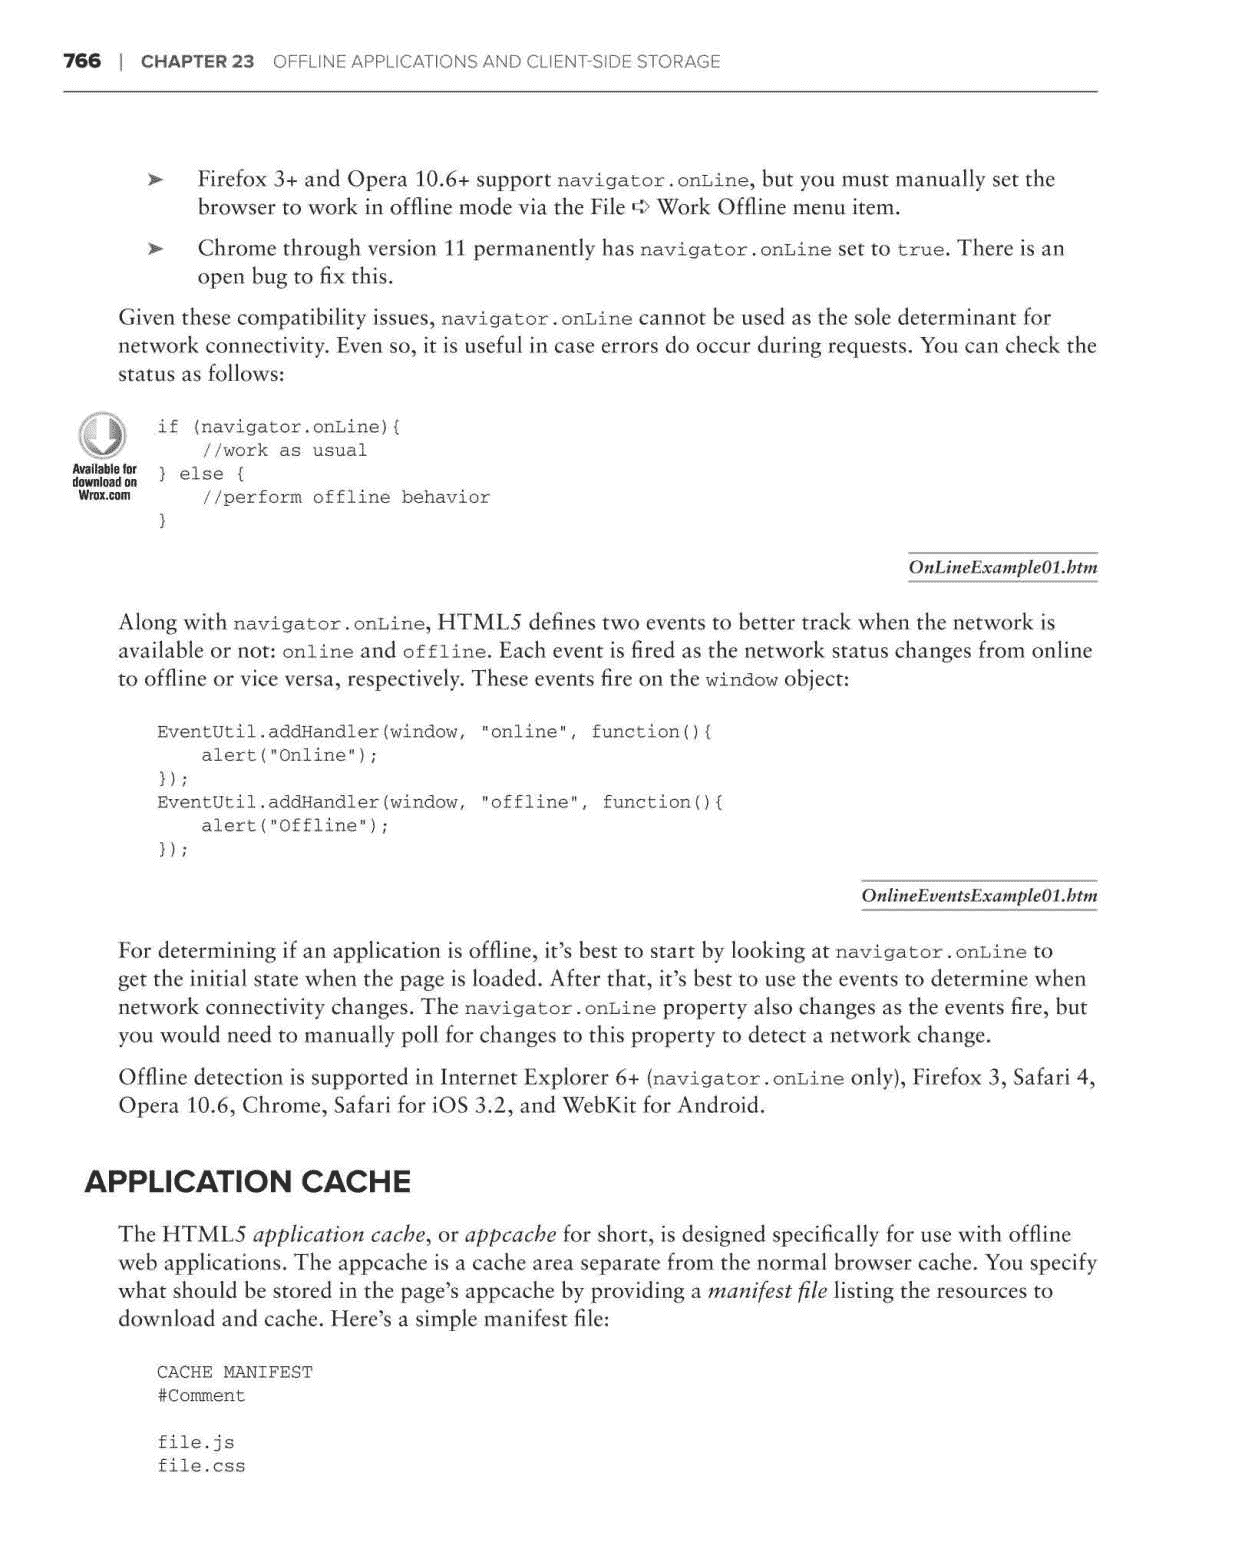 766 | CHAPTER 23 OFFLINE APPLICATIONS AND CLIENT-SIDE STORAGE
➤ Firefox 3+ and Opera 10.6+ support navigator.onLine, but you must manually set the
browser to work in offline mode via the File ➪ Work Offline menu item.
➤ Chrome through version 11 permanently has navigator.onLine set to true. There is an
open bug to fix this.
Given these compatibility issues, navigator.onLine cannot be used as the sole determinant for
network connectivity. Even so, it is useful in case errors do occur during requests. You can check the
status as follows:
Available for
download on
Wrox.com
if (navigator.onLine){
    //work as usual
} else {
    //perform offline behavior
}
OnLineExample01.htm
Along with navigator.onLine, HTML5 defines two events to better track when the network is
available or not: online and offline. Each event is fired as the network status changes from online
to offline or vice versa, respectively. These events fire on the window object:
EventUtil.addHandler(window, "online", function(){
    alert("Online");
});
EventUtil.addHandler(window, "offline", function(){
    alert("Offline");
});
OnlineEventsExample01.htm
For determining if an application is offline, it's best to start by looking at navigator.onLine to
get the initial state when the page is loaded. After that, it's best to use the events to determine when
network connectivity changes. The navigator.onLine property also changes as the events fire, but
you would need to manually poll for changes to this property to detect a network change.
Offline detection is supported in Internet Explorer 6+ (navigator.onLine only), Firefox 3, Safari 4,
Opera 10.6, Chrome, Safari for iOS 3.2, and WebKit for Android.
APPLICATION CACHE
The HTML5 application cache, or appcache for short, is designed specifically for use with offline
web applications. The appcache is a cache area separate from the normal browser cache. You specify
what should be stored in the page's appcache by providing a manifest file listing the resources to
download and cache. Here's a simple manifest file:
CACHE MANIFEST
#Comment
file.js
file.css